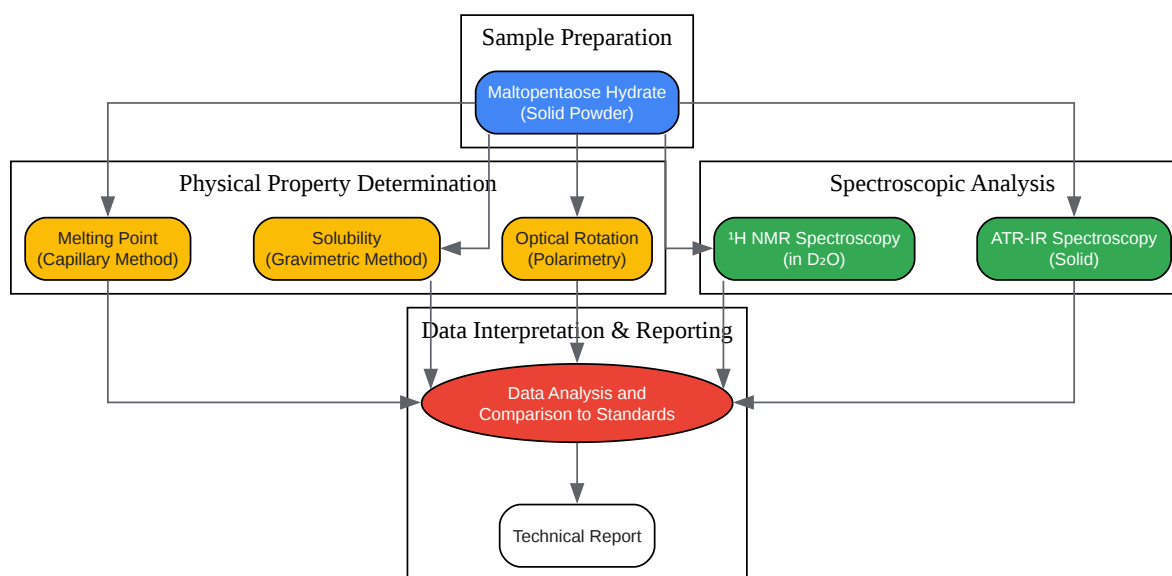 Sample Preparation
Maltopentaose Hydrate
(Solid Powder)
Physical Property Determination
Spectroscopic Analysis
Melting Point
(Capillary Method)
Solubility
(Gravimetric Method)
Optical Rotation
(Polarimetry)
¹H NMR Spectroscopy
(in D₂O)
ATR-IR Spectroscopy
(Solid)
Data Interpretation & Reporting
Data Analysis and
Comparison to Standards
Technical Report